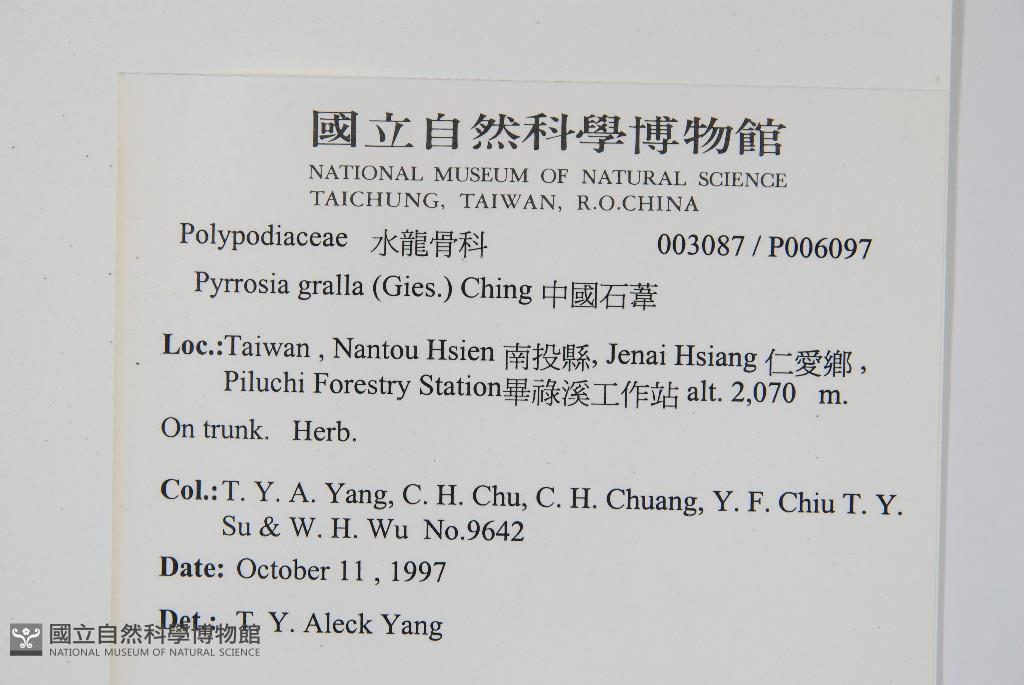 國立自然科學博物館
NATIONAL MUSEUM OF NATURAL SCIENCE
TAICHUNG, TAIWAN, R.O.CHINA
Polypodiaceae 水龍骨科 003087 / P006097
Pyrrosia gralla (Gies.) Ching 中國石葦
Loc.:Taiwan , Nantou Hsien 南投縣, Jenai Hsiang 仁愛鄉 ,
Piluchi Forestry Station畢祿溪工作站 alt. 2,070 m.
On trunk. Herb.
Col.:T. Y. A. Yang, C. H. Chu, C. H. Chuang, Y. F. Chiu T. Y.
Su & W. H. Wu No.9642
Date: October 11 , 1997
Det.: T. Y. Aleck Yang
國立自然科學博物館
NATIONAL MUSEUM OF NATURAL SCIENCE